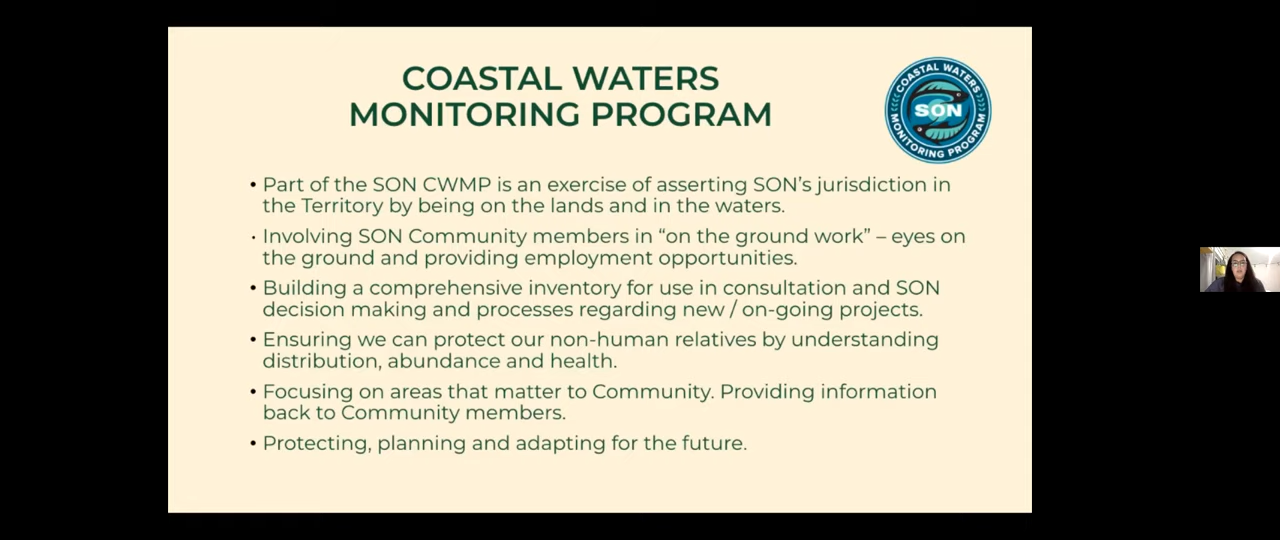 COASTAL WATERS
MONITORING PROGRAM
COASTAL WATERS
SON
MONITORING PROGRAM
• Part of the SON CWMP is an exercise of asserting SON's jurisdiction in
the Territory by being on the lands and in the waters.
• Involving SON Community members in “on the ground work” – eyes on
the ground and providing employment opportunities.
• Building a comprehensive inventory for use in consultation and SON
decision making and processes regarding new / on-going projects.
• Ensuring we can protect our non-human relatives by understanding
distribution, abundance and health.
• Focusing on areas that matter to Community. Providing information
back to Community members.
• Protecting, planning and adapting for the future.